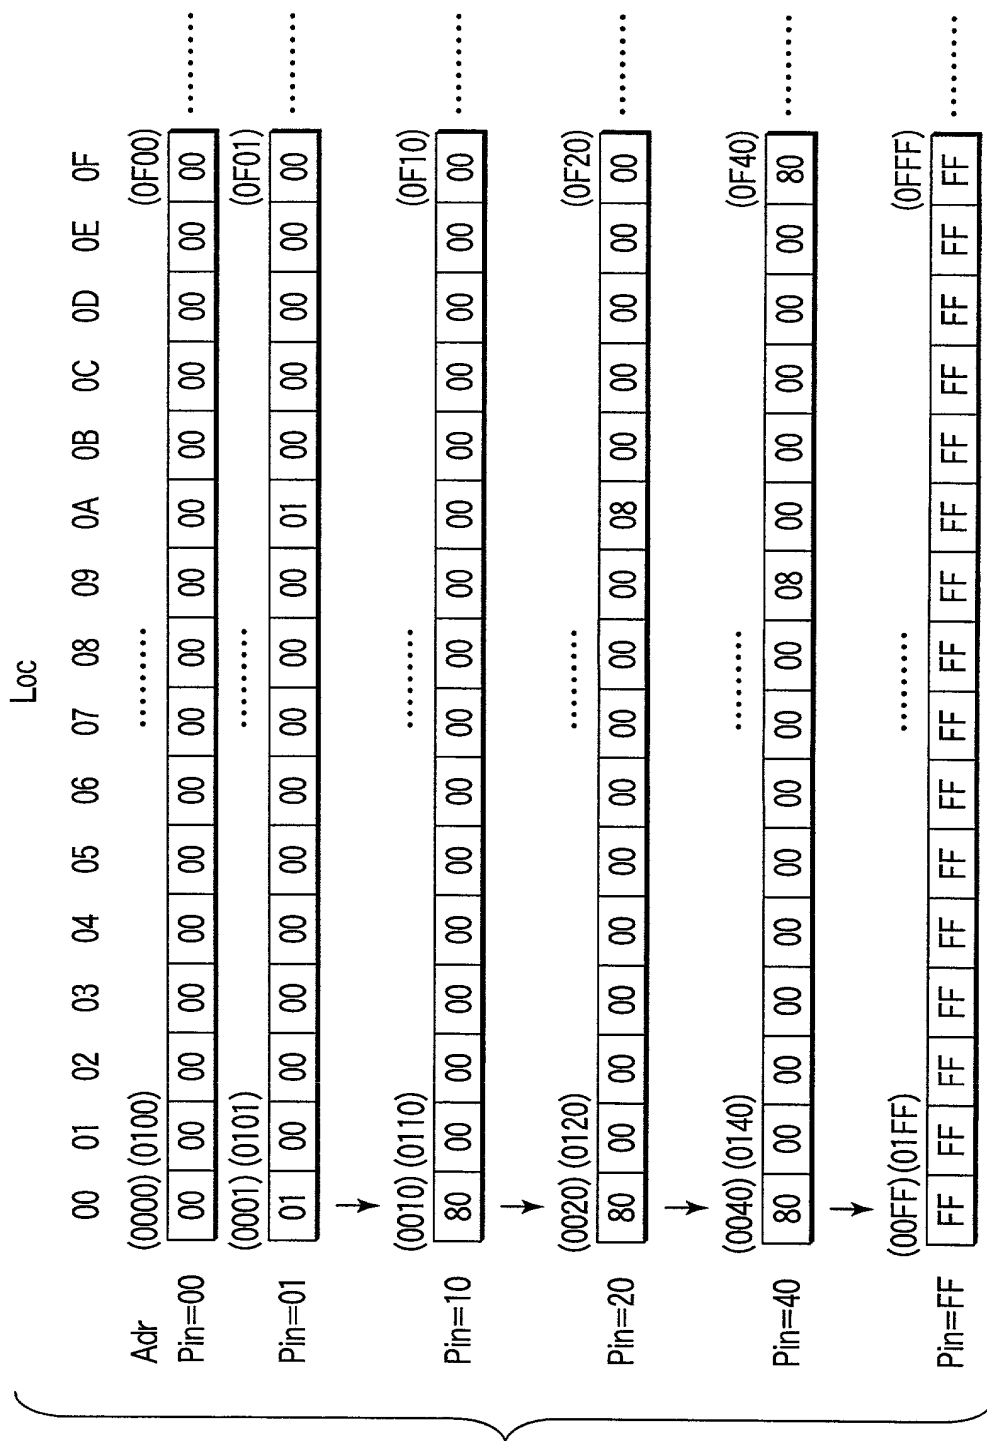 Loc
00 01 02 03 04 05 06 07 08 09 0A 0B 0C 0D 0E 0F
Adr (0000) (0100) ......... (0F00)
Pin=00 00 00 00 00 00 00 00 00 00 00 00 00 00 00 00 00 .........
(0001) (0101) ......... (0F01)
Pin=01 01 00 00 00 00 00 00 00 00 00 01 00 00 00 00 00 .........
(0010) (0110) ......... (0F10)
Pin=10 80 00 00 00 00 00 00 00 00 00 00 00 00 00 00 00 .........
(0020) (0120) ......... (0F20)
Pin=20 80 00 00 00 00 00 00 00 00 00 08 00 00 00 00 00 .........
(0040) (0140) ......... (0F40)
Pin=40 80 00 00 00 00 00 00 00 00 08 00 00 00 00 00 80 .........
(00FF) (01FF) ......... (0FFF)
Pin=FF FF FF FF FF FF FF FF FF FF FF FF FF FF FF FF FF .........